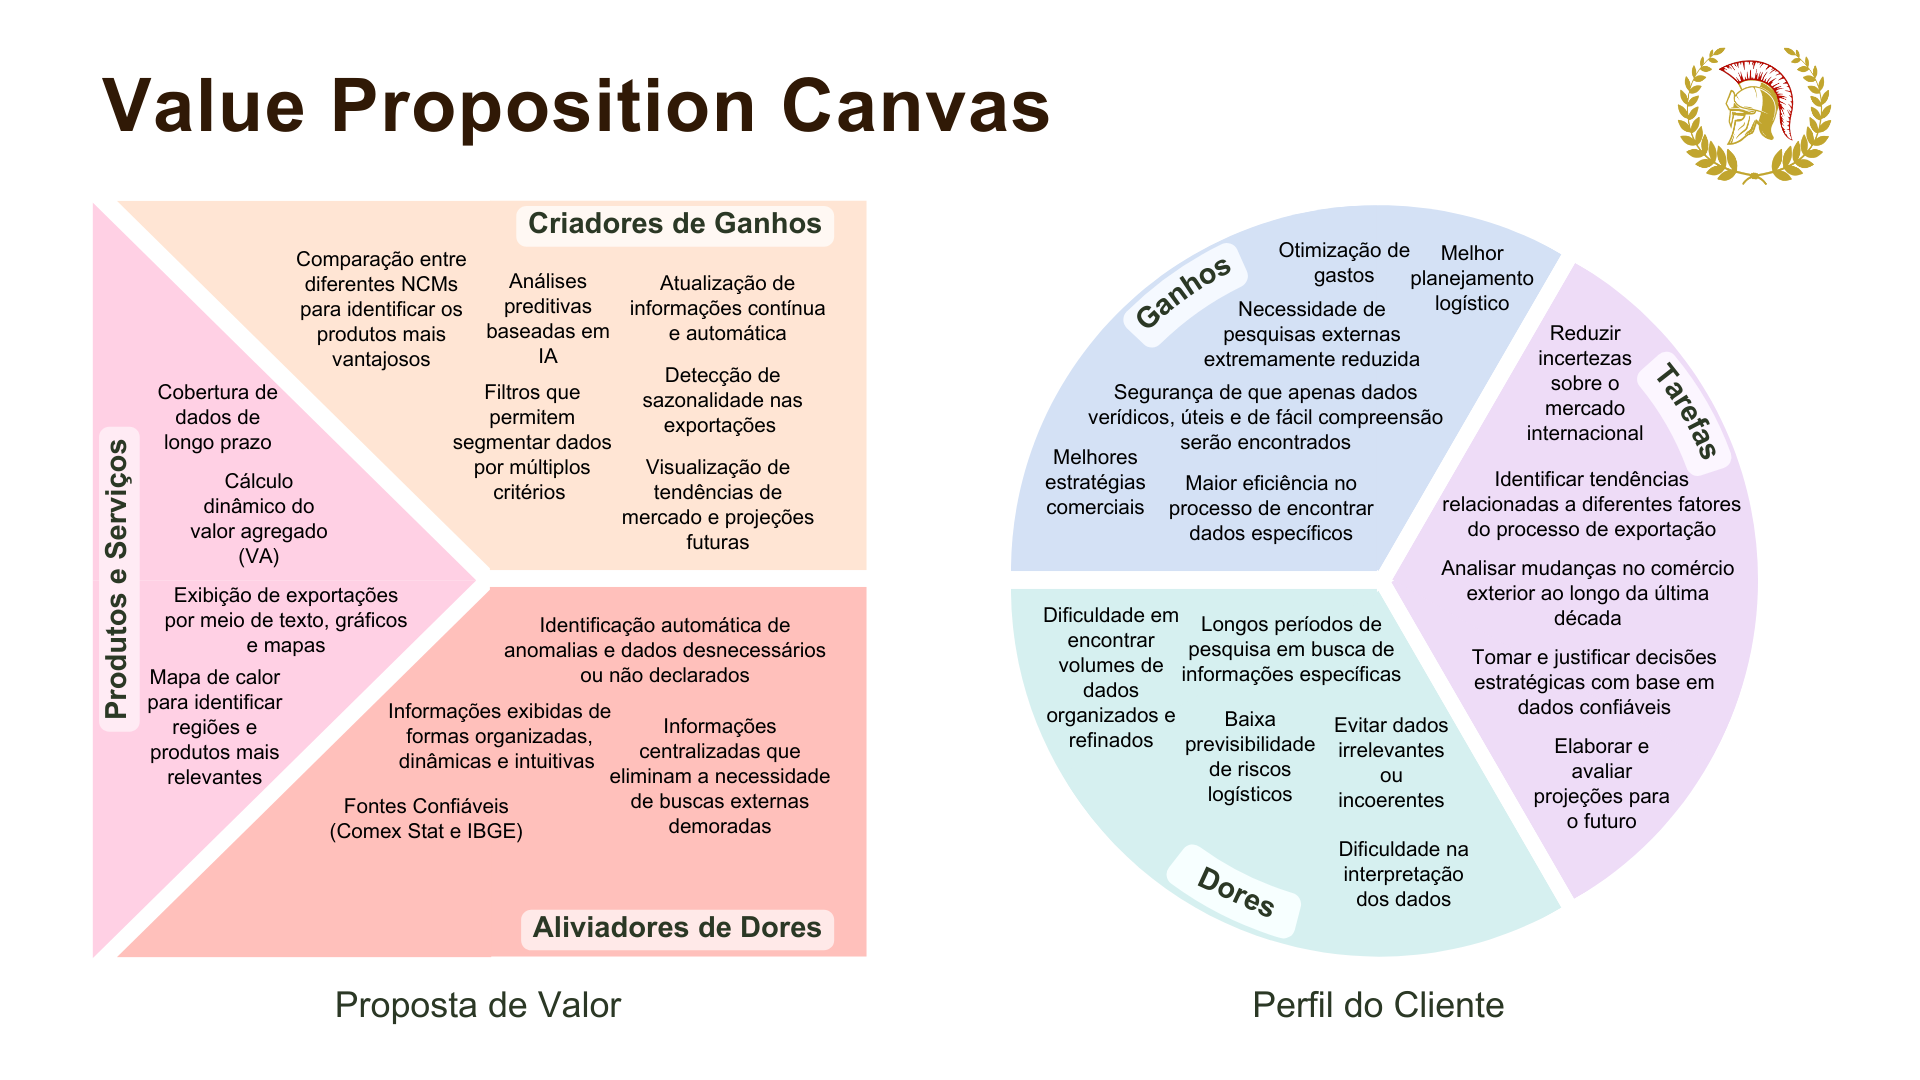 Value Proposition Canvas
Criadores de Ganhos
Comparação entre
diferentes NCMs
para identificar os
produtos mais
vantajosos
Análises
preditivas
baseadas em
IA
Atualização de
informações contínua
e automática
Filtros que
permitem
segmentar dados
por múltiplos
critérios
Detecção de
sazonalidade nas
exportações
Visualização de
tendências de
mercado e projeções
futuras
Produtos e Serviços
Cobertura de
dados de
longo prazo
Cálculo
dinâmico do
valor agregado
(VA)
Exibição de exportações
por meio de texto, gráficos
e mapas
Mapa de calor
para identificar
regiões e
produtos mais
relevantes
Identificação automática de
anomalias e dados desnecessários
ou não declarados
Informações exibidas de
formas organizadas,
dinâmicas e intuitivas
Informações
centralizadas que
eliminam a necessidade
de buscas externas
demoradas
Fontes Confiáveis
(Comex Stat e IBGE)
Aliviadores de Dores
Proposta de Valor
Ganhos
Otimização de
gastos
Melhor
planejamento
logístico
Necessidade de
pesquisas externas
extremamente reduzida
Segurança de que apenas dados
verídicos, úteis e de fácil compreensão
serão encontrados
Melhores
estratégias
comerciais
Maior eficiência no
processo de encontrar
dados específicos
Tarefas
Reduzir
incertezas
sobre o
mercado
internacional
Identificar tendências
relacionadas a diferentes fatores
do processo de exportação
Analisar mudanças no comércio
exterior ao longo da última
década
Tomar e justificar decisões
estratégicas com base em
dados confiáveis
Elaborar e
avaliar
projeções para
o futuro
Dificuldade em
encontrar
volumes de
dados
organizados e
refinados
Longos períodos de
pesquisa em busca de
informações específicas
Baixa
previsibilidade
de riscos
logísticos
Evitar dados
irrelevantes
ou
incoerentes
Dificuldade na
interpretação
dos dados
Dores
Perfil do Cliente